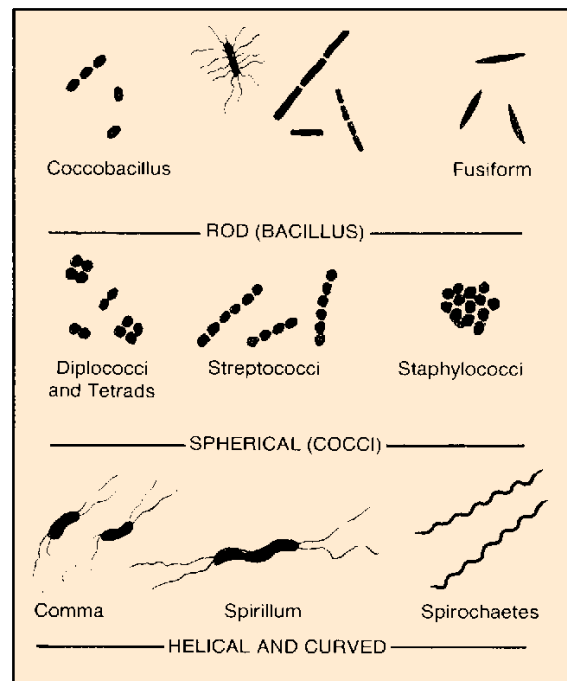 Coccobacillus
Fusiform
ROD (BACILLUS)
Diplococci
and Tetrads
Streptococci
Staphylococci
SPHERICAL (COCCI)
Comma
Spirillum
Spirochaetes
HELICAL AND CURVED